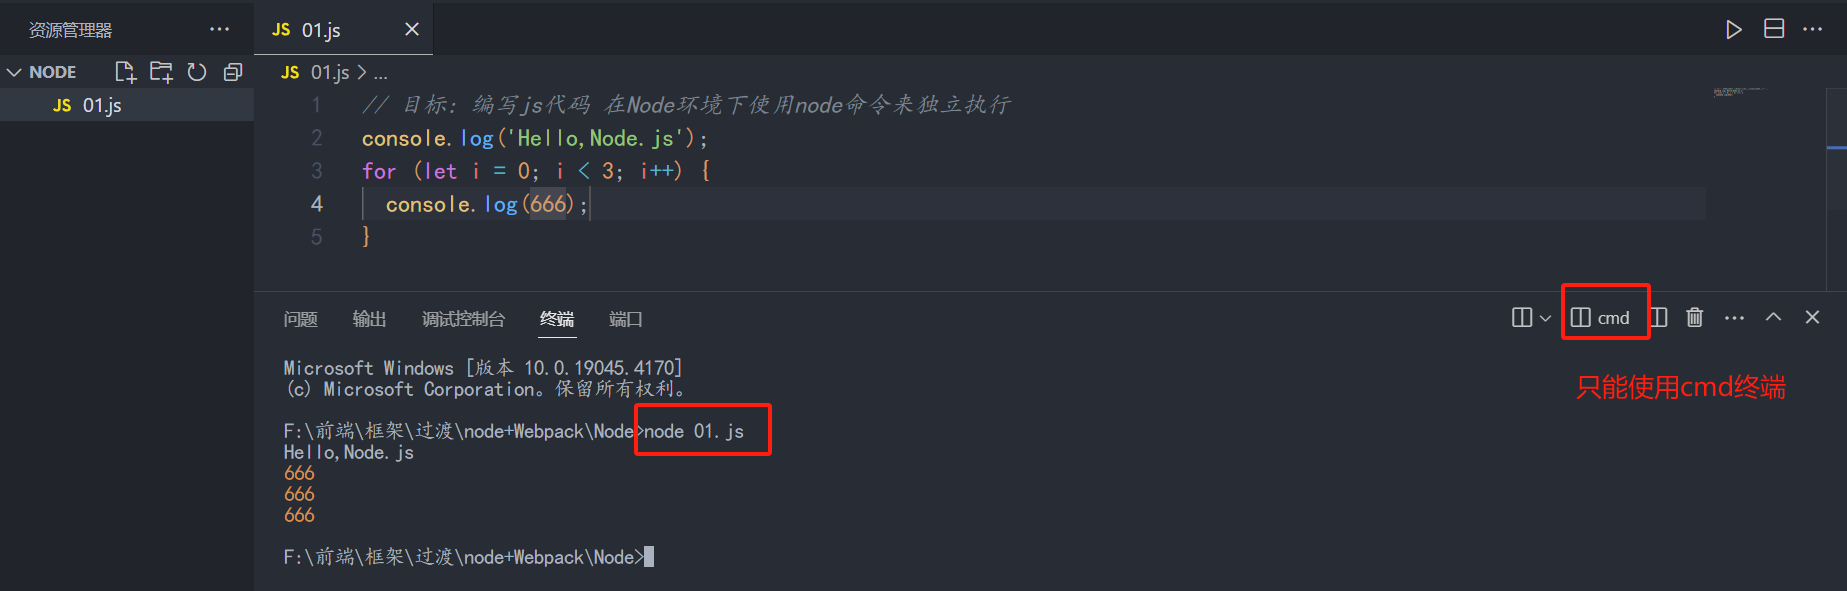 资源管理器 ···
JS 01.js ×
NODE
JS 01.js
JS 01.js > ...
1 // 目标: 编写js代码 在Node环境下使用node命令来独立执行
2 console.log('Hello,Node.js');
3 for (let i = 0; i < 3; i++) {
4 console.log(666);
5 }
问题 输出 调试控制台 终端 端口
cmd
只能使用cmd终端
Microsoft Windows [版本 10.0.19045.4170]
(c) Microsoft Corporation。保留所有权利。
F:\前端\框架\过渡\node+Webpack\Node>node 01.js
Hello,Node.js
666
666
666
F:\前端\框架\过渡\node+Webpack\Node>